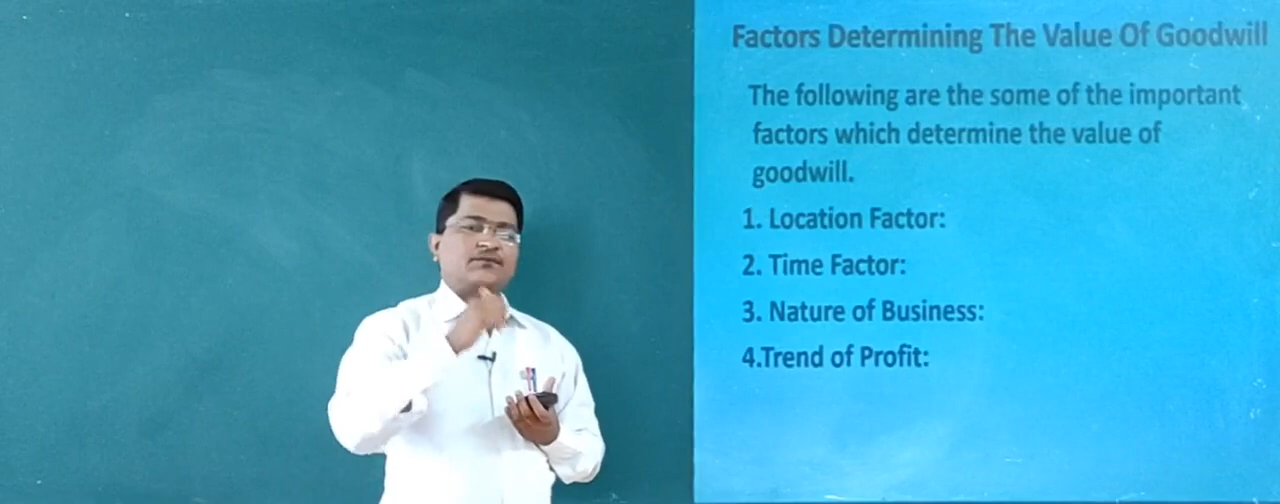 Factors Determining The Value Of Goodwill
The following are the some of the important
factors which determine the value of
goodwill.
1. Location Factor:
2. Time Factor:
3. Nature of Business:
4.Trend of Profit: